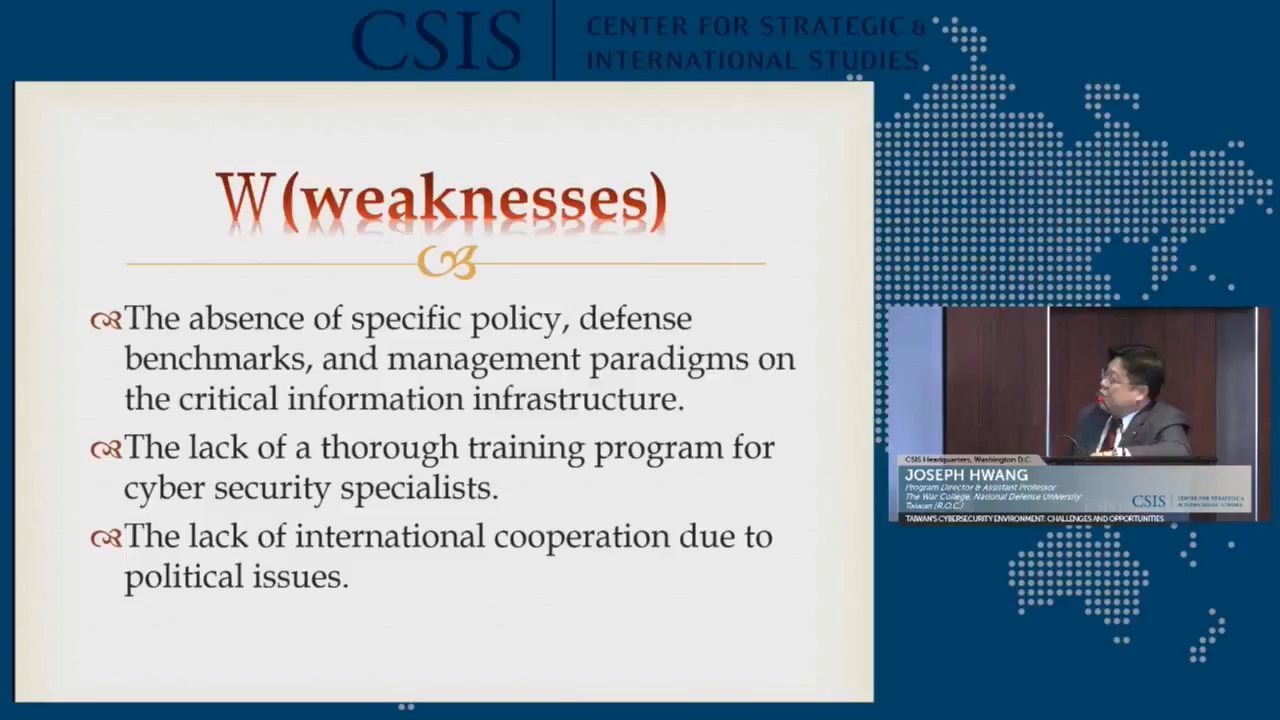 CSIS
CENTER FOR STRATEGIC &
INTERNATIONAL STUDIES
W(weaknesses)
The absence of specific policy, defense
benchmarks, and management paradigms on
the critical information infrastructure.
The lack of a thorough training program for
cyber security specialists.
The lack of international cooperation due to
political issues.
CSIS Headquarters, Washington D.C.
JOSEPH HWANG
Program Director & Assistant Professor
The War College, National Defense University
Taiwan (R.O.C.)
CSIS
CENTER FOR STRATEGIC &
INTERNATIONAL STUDIES
TAIWAN'S CYBERSECURITY ENVIRONMENT: CHALLENGES AND OPPORTUNITIES